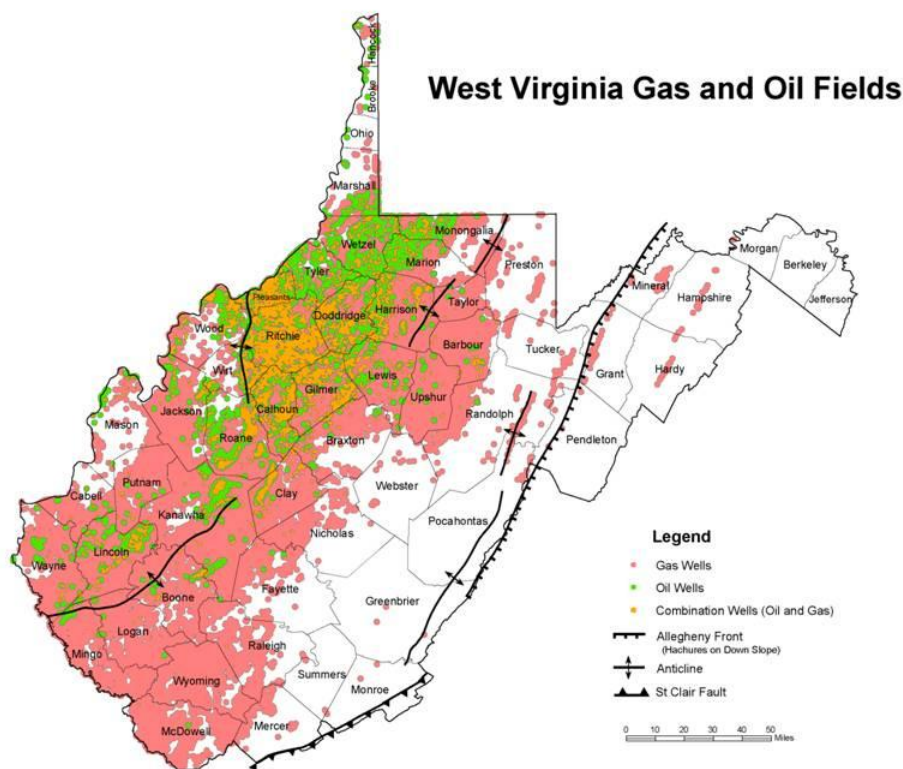 West Virginia Gas and Oil Fields
Hancock
Brooke
Ohio
Marshall
Wetzel
Monongalia
Marion
Preston
Tyler
Pleasants
Doddridge
Harrison
Taylor
Wood
Ritchie
Barbour
Tucker
Mineral
Hampshire
Morgan
Berkeley
Jefferson
Grant
Hardy
Wirt
Lewis
Gilmer
Upshur
Randolph
Jackson
Calhoun
Roane
Braxton
Pendleton
Mason
Webster
Putnam
Clay
Cabell
Kanawha
Pocahontas
Nicholas
Lincoln
Wayne
Boone
Fayette
Greenbrier
Logan
Mingo
Raleigh
Wyoming
Summers
Monroe
McDowell
Mercer
Legend
Gas Wells
Oil Wells
Combination Wells (Oil and Gas)
Allegheny Front
(Hachures on Down Slope)
Anticline
St Clair Fault
0 10 20 30 40 50
Miles